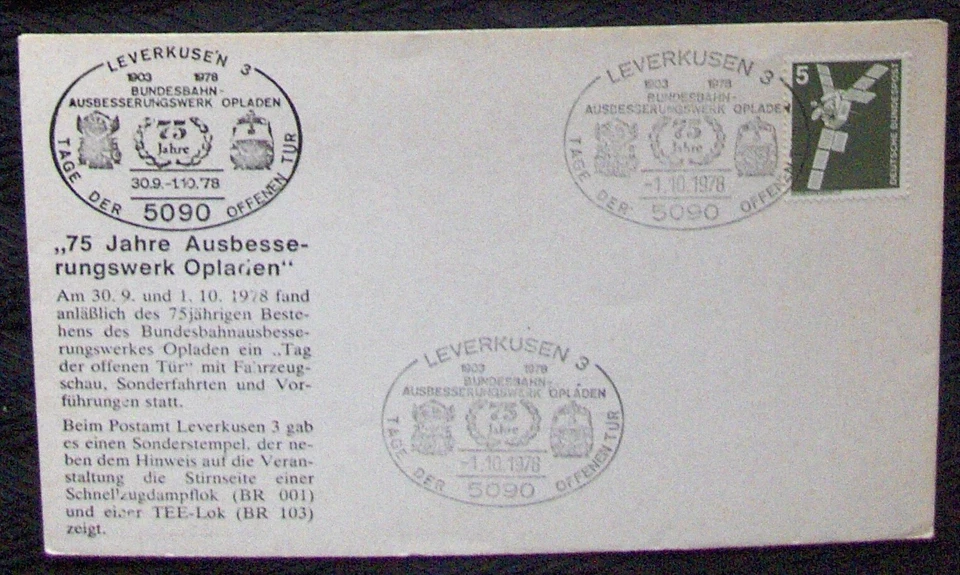 LEVERKUSEN 3
1903 1978
BUNDESBAHN-
AUSBESSERUNGSWERK OPLADEN
75
Jahre
30.9.-1.10.'78
TAGE DER OFFENEN TÜR
5090
„75 Jahre Ausbesse-
rungswerk Opladen"
Am 30. 9. und 1. 10. 1978 fand
anläßlich des 75jährigen Beste-
hens des Bundesbahnausbesse-
rungswerkes Opladen ein „Tag
der offenen Tür" mit Fahrzeug-
schau, Sonderfahrten und Vor-
führungen statt.
Beim Postamt Leverkusen 3 gab
es einen Sonderstempel, der ne-
ben dem Hinweis auf die Veran-
staltung die Stirnseite einer
Schnellzugdampflok (BR 001)
und einer TEE-Lok (BR 103)
zeigt.
LEVERKUSEN 3
1903 1978
BUNDESBAHN-
AUSBESSERUNGSWERK OPLADEN
75
Jahre
-1.10.1978
TAGE DER OFFENEN
5090
5
DEUTSCHE BUNDESPOST
LEVERKUSEN 3
1903 1978
BUNDESBAHN-
AUSBESSERUNGSWERK OPLADEN
75
Jahre
-1.10.1978
TAGE DER OFFENEN TÜR
5090